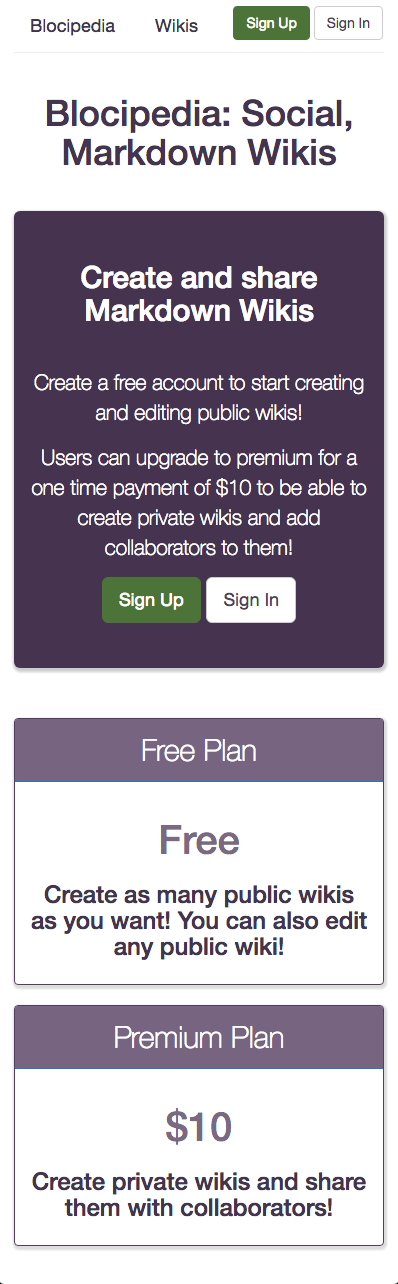 Blocipedia Wikis Sign Up Sign In
Blocipedia: Social,
Markdown Wikis
Create and share
Markdown Wikis
Create a free account to start creating
and editing public wikis!
Users can upgrade to premium for a
one time payment of $10 to be able to
create private wikis and add
collaborators to them!
Sign Up Sign In
Free Plan
Free
Create as many public wikis
as you want! You can also edit
any public wiki!
Premium Plan
$10
Create private wikis and share
them with collaborators!